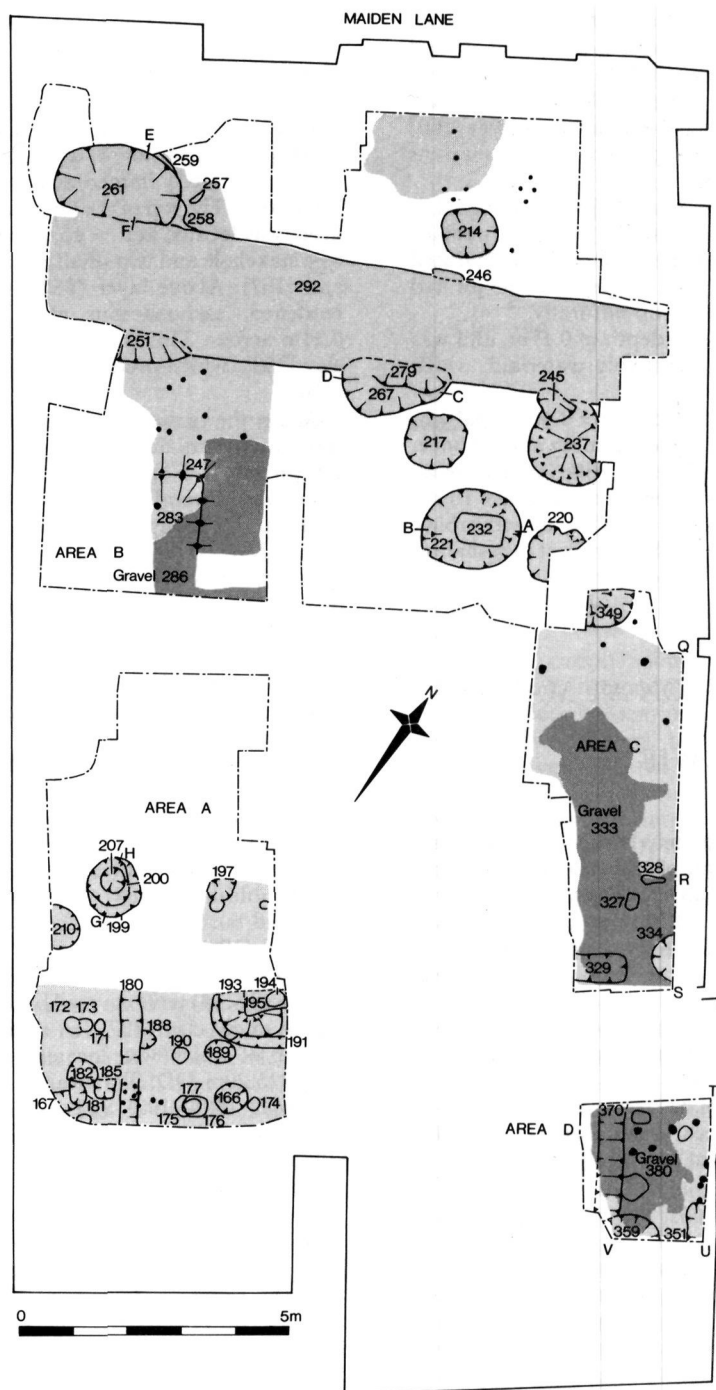 MAIDEN LANE
E
259
257
261
258
F
214
246
292
251
279
D
267
C
245
217
237
247
283
B
232
A
221
220
AREA B
Gravel 286
349
Q
N
AREA C
AREA A
Gravel
333
207
H
200
197
328
R
327
G
199
210
334
329
S
180
193
194
172
173
195
171
188
191
190
189
182
185
177
166
167
181
174
175
176
T
370
AREA D
Gravel
380
359
351
V
U
0
5m